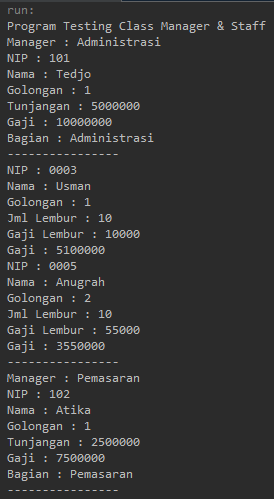 run:
Program Testing Class Manager & Staff
Manager : Administrasi
NIP : 101
Nama : Tedjo
Golongan : 1
Tunjangan : 5000000
Gaji : 10000000
Bagian : Administrasi
----------------
NIP : 0003
Nama : Usman
Golongan : 1
Jml Lembur : 10
Gaji Lembur : 10000
Gaji : 5100000
NIP : 0005
Nama : Anugrah
Golongan : 2
Jml Lembur : 10
Gaji Lembur : 55000
Gaji : 3550000
----------------
Manager : Pemasaran
NIP : 102
Nama : Atika
Golongan : 1
Tunjangan : 2500000
Gaji : 7500000
Bagian : Pemasaran
----------------